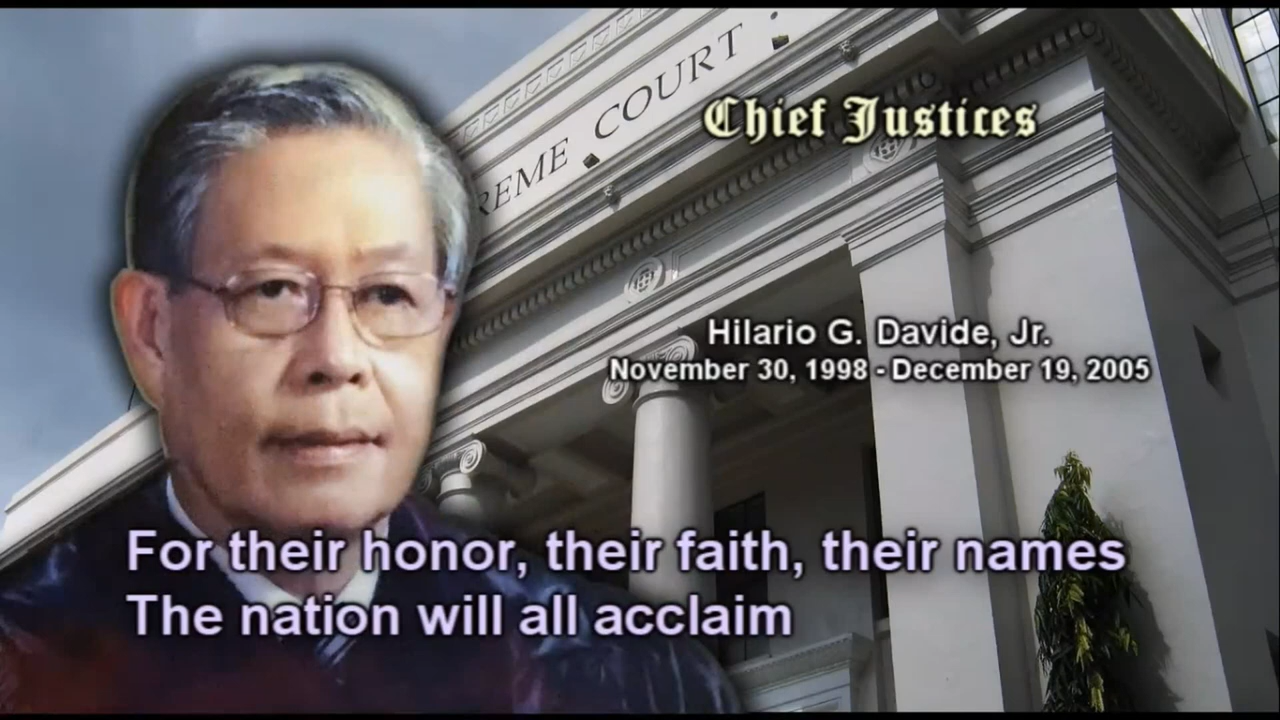 REME COURT
Chief Justices
Hilario G. Davide, Jr.
November 30, 1998 - December 19, 2005
For their honor, their faith, their names
The nation will all acclaim